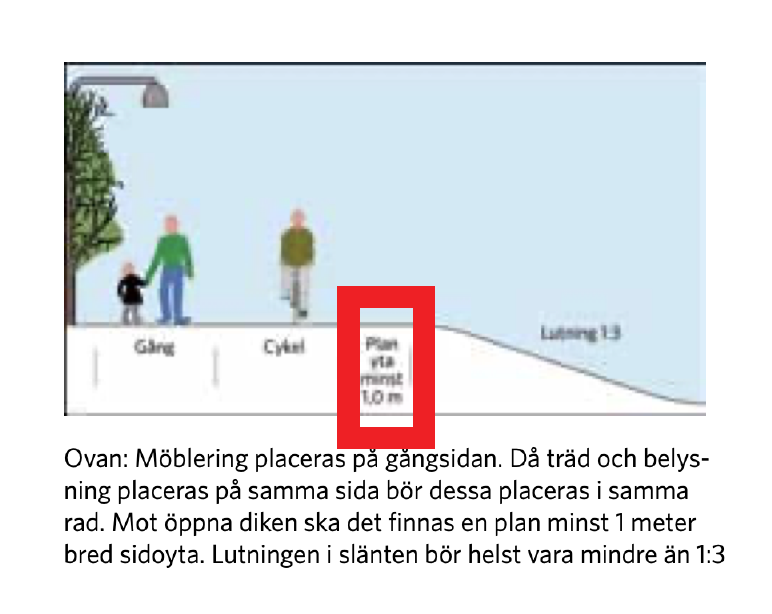 Gång
Cykel
Plan
yta
minst
1,0 m
Lutning 1:3
Ovan: Möblering placeras på gångsidan. Då träd och belys-
ning placeras på samma sida bör dessa placeras i samma
rad. Mot öppna diken ska det finnas en plan minst 1 meter
bred sidoyta. Lutningen i slänten bör helst vara mindre än 1:3